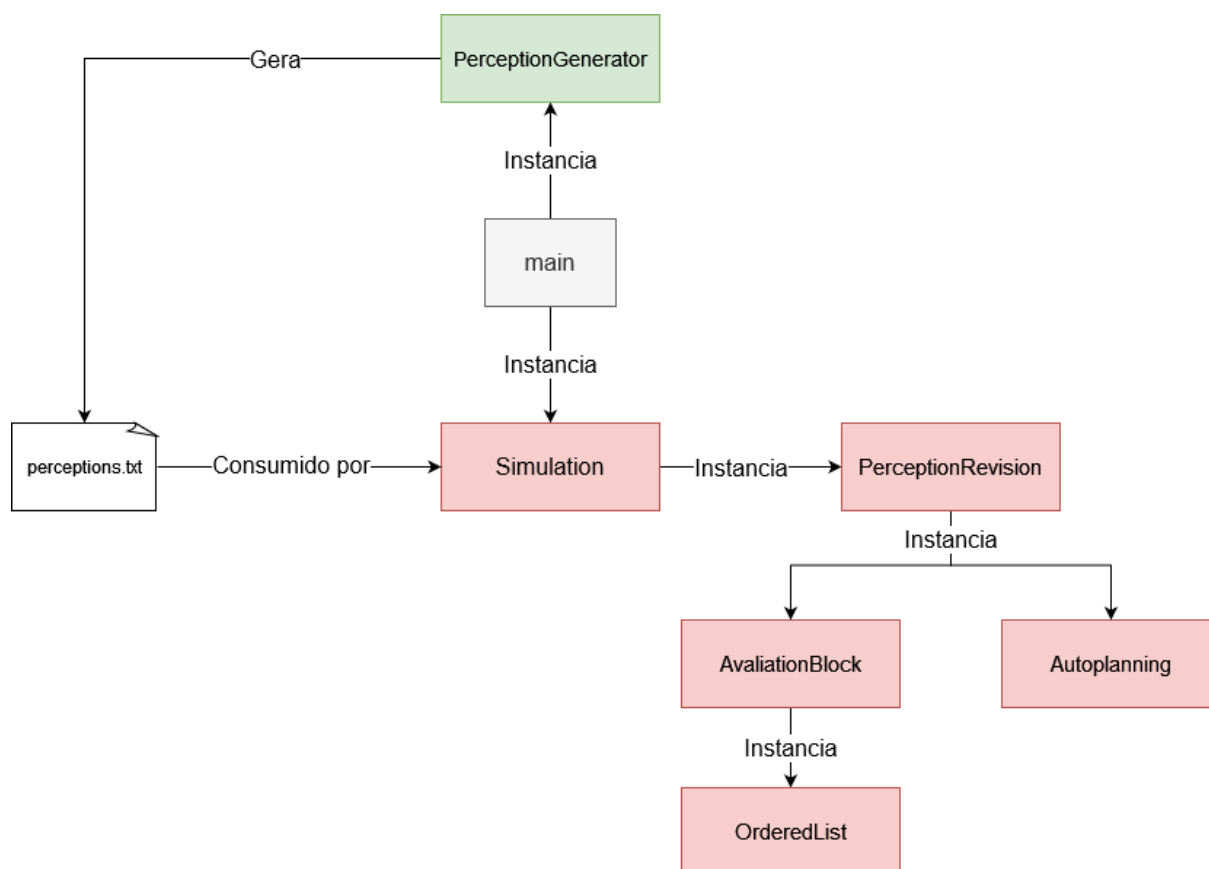 PerceptionGenerator
Gera
Instancia
main
Instancia
perceptions.txt
Consumido por
Simulation
Instancia
PerceptionRevision
Instancia
AvaliationBlock
Autoplanning
Instancia
OrderedList